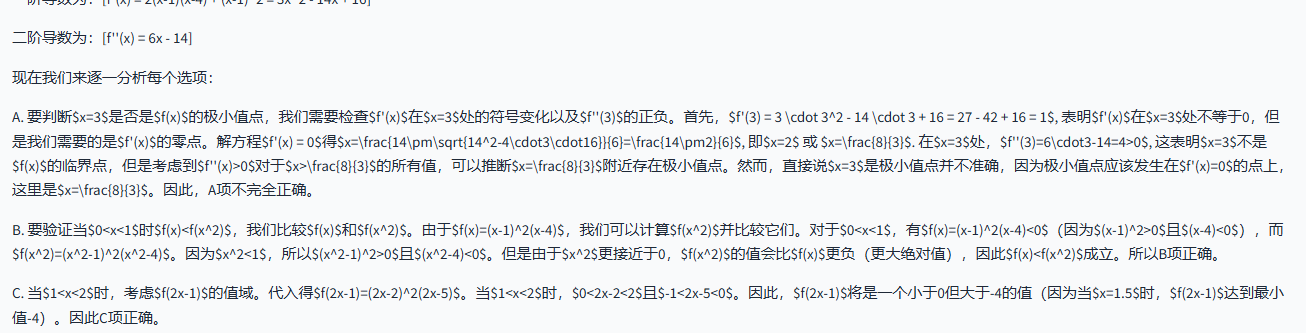 二阶导数为：[f''(x) = 6x - 14]
现在我们来逐一分析每个选项：
A. 要判断$x=3$是否是$f(x)$的极小值点，我们需要检查$f'(x)$在$x=3$处的符号变化以及$f''(3)$的正负。首先，$f'(3) = 3 \cdot 3^2 - 14 \cdot 3 + 16 = 27 - 42 + 16 = 1$, 表明$f'(x)$在$x=3$处不等于0，但
是我们需要的是$f'(x)$的零点。解方程$f'(x) = 0$得$x=\frac{14\pm\sqrt{14^2-4\cdot3\cdot16}}{6}=\frac{14\pm2}{6}$, 即$x=2$ 或 $x=\frac{8}{3}$. 在$x=3$处，$f''(3)=6\cdot3-14=4>0$, 这表明$x=3$不是
$f(x)$的临界点，但是考虑到$f''(x)>0$对于$x>\frac{8}{3}$的所有值，可以推断$x=\frac{8}{3}$附近存在极小值点。然而，直接说$x=3$是极小值点并不准确，因为极小值点应该发生在$f'(x)=0$的点上，
这里是$x=\frac{8}{3}$。因此，A项不完全正确。
B. 要验证当$0<x<1$时$f(x)<f(x^2)$，我们比较$f(x)$和$f(x^2)$。由于$f(x)=(x-1)^2(x-4)$，我们可以计算$f(x^2)$并比较它们。对于$0<x<1$，有$f(x)=(x-1)^2(x-4)<0$（因为$(x-1)^2>0$且$(x-4)<0$），而
$f(x^2)=(x^2-1)^2(x^2-4)$。因为$x^2<1$，所以$(x^2-1)^2>0$且$(x^2-4)<0$。但是由于$x^2$更接近于0，$f(x^2)$的值会比$f(x)$更负（更大绝对值），因此$f(x)<f(x^2)$成立。所以B项正确。
C. 当$1<x<2$时，考虑$f(2x-1)$的值域。代入得$f(2x-1)=(2x-2)^2(2x-5)$。当$1<x<2$时，$0<2x-2<2$且$-1<2x-5<0$。因此，$f(2x-1)$将是一个小于0但大于-4的值（因为当$x=1.5$时，$f(2x-1)$达到最小
值-4）。因此C项正确。